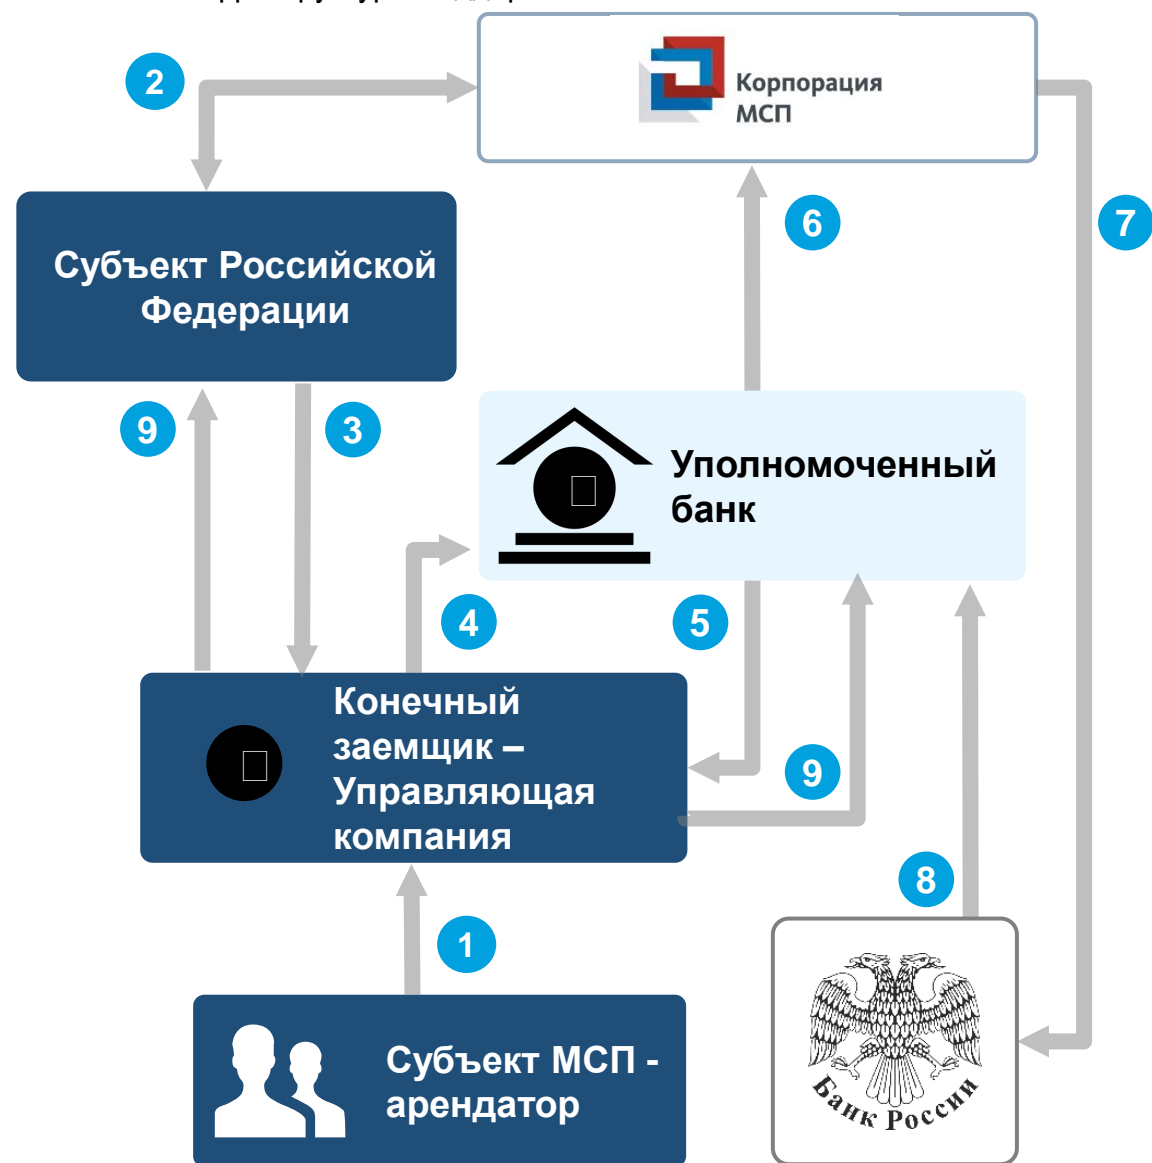 Корпорация
МСП
2
6
7
Субъект Российской
Федерации
9
3
Уполномоченный
банк
4
5
Конечный
заемщик –
Управляющая
компания
9
8
1
Субъект МСП -
арендатор
Банк России